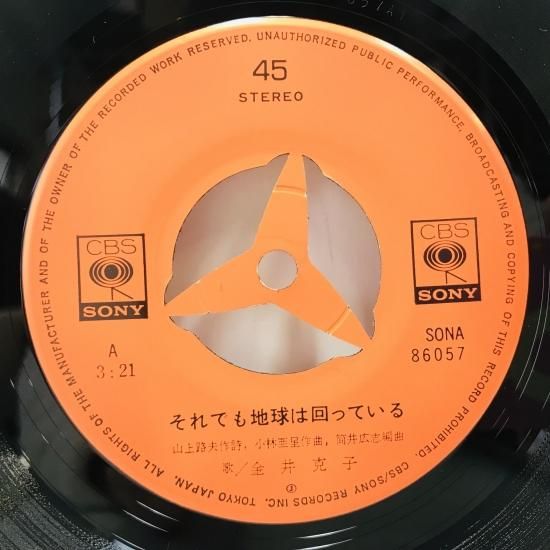 45
STEREO
CBS
SONY
CBS
SONY
A
3:21
SONA
86057
それでも地球は回っている
山上路夫作詩,小林亜星作曲,筒井広志編曲
歌/金井克子
Ⓟ
ALL RIGHTS OF THE MANUFACTURER AND OF THE OWNER OF THE RECORDED WORK RESERVED. UNAUTHORIZED PUBLIC PERFORMANCE, BROADCASTING AND COPYING OF THIS RECORD PROHIBITED. CBS/SONY RECORDS INC. TOKYO JAPAN.